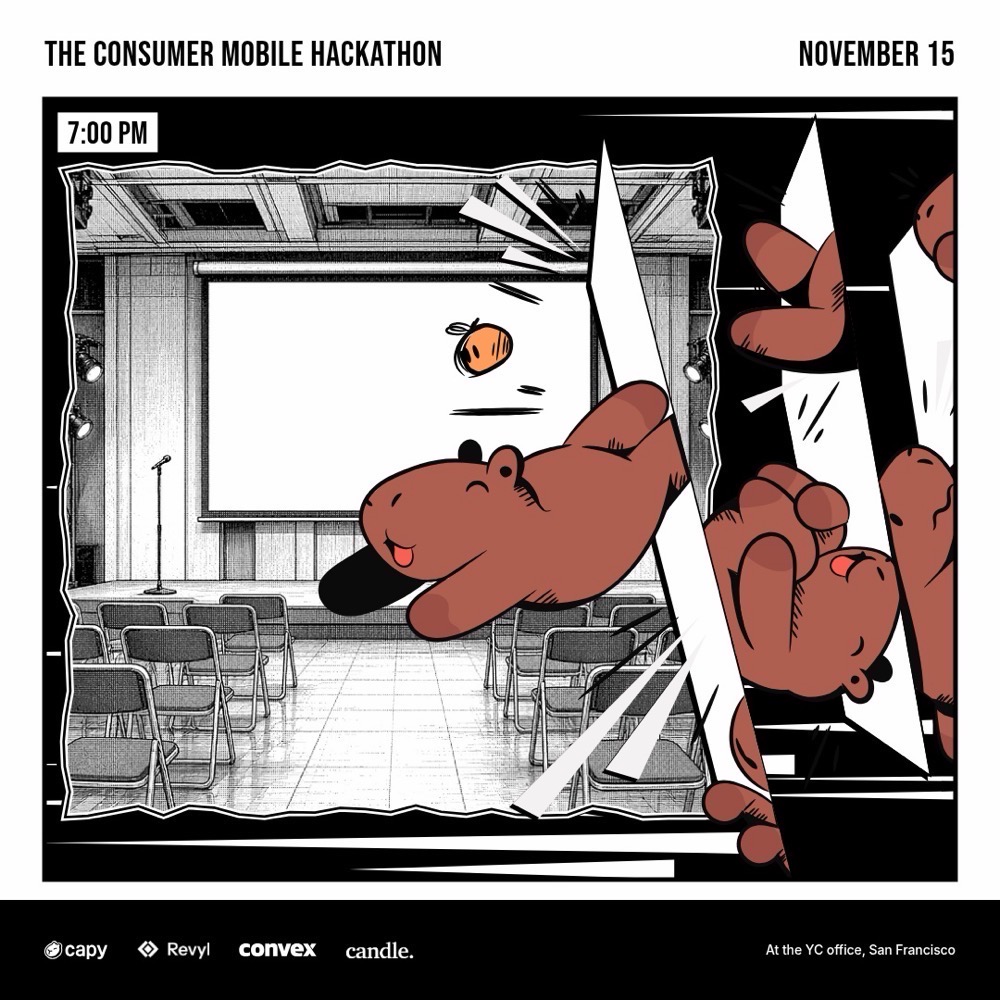 THE CONSUMER MOBILE HACKATHON
NOVEMBER 15
7:00 PM
capy
Revyl
convex
candle.
At the YC office, San Francisco